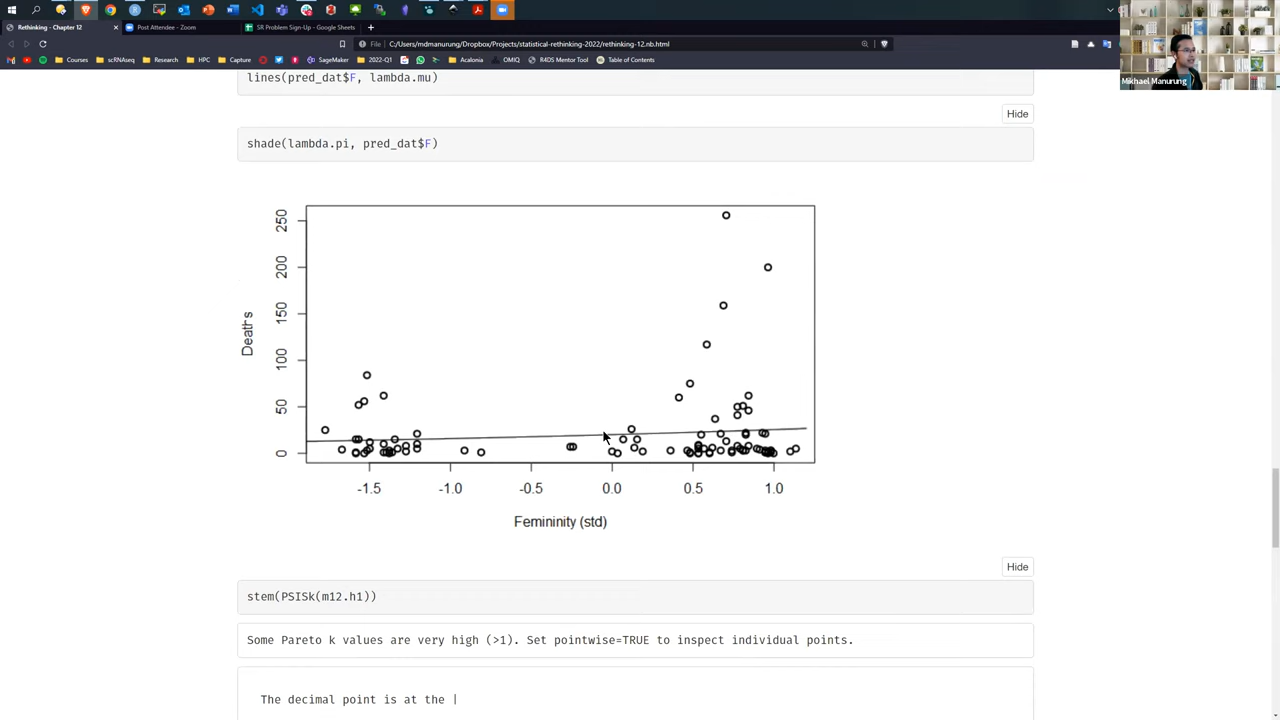 Rethinking - Chapter 12
Post Attendee - Zoom
SR Problem Sign-Up - Google Sheets
File
C:/Users/mdmanurung/Dropbox/Projects/statistical-rethinking-2022/rethinking-12.nb.html
Courses
scRNAseq
Research
HPC
Capture
SageMaker
2022-Q1
Acalonia
OMIQ
R4DS Mentor Tool
Table of Contents
Mikhael Manurung
lines(pred_dat$F, lambda.mu)
Hide
shade(lambda.pi, pred_dat$F)
250
200
150
100
50
0
Deaths
-1.5 -1.0 -0.5 0.0 0.5 1.0
Femininity (std)
Hide
stem(PSISk(m12.h1))
Some Pareto k values are very high (>1). Set pointwise=TRUE to inspect individual points.
The decimal point is at the |